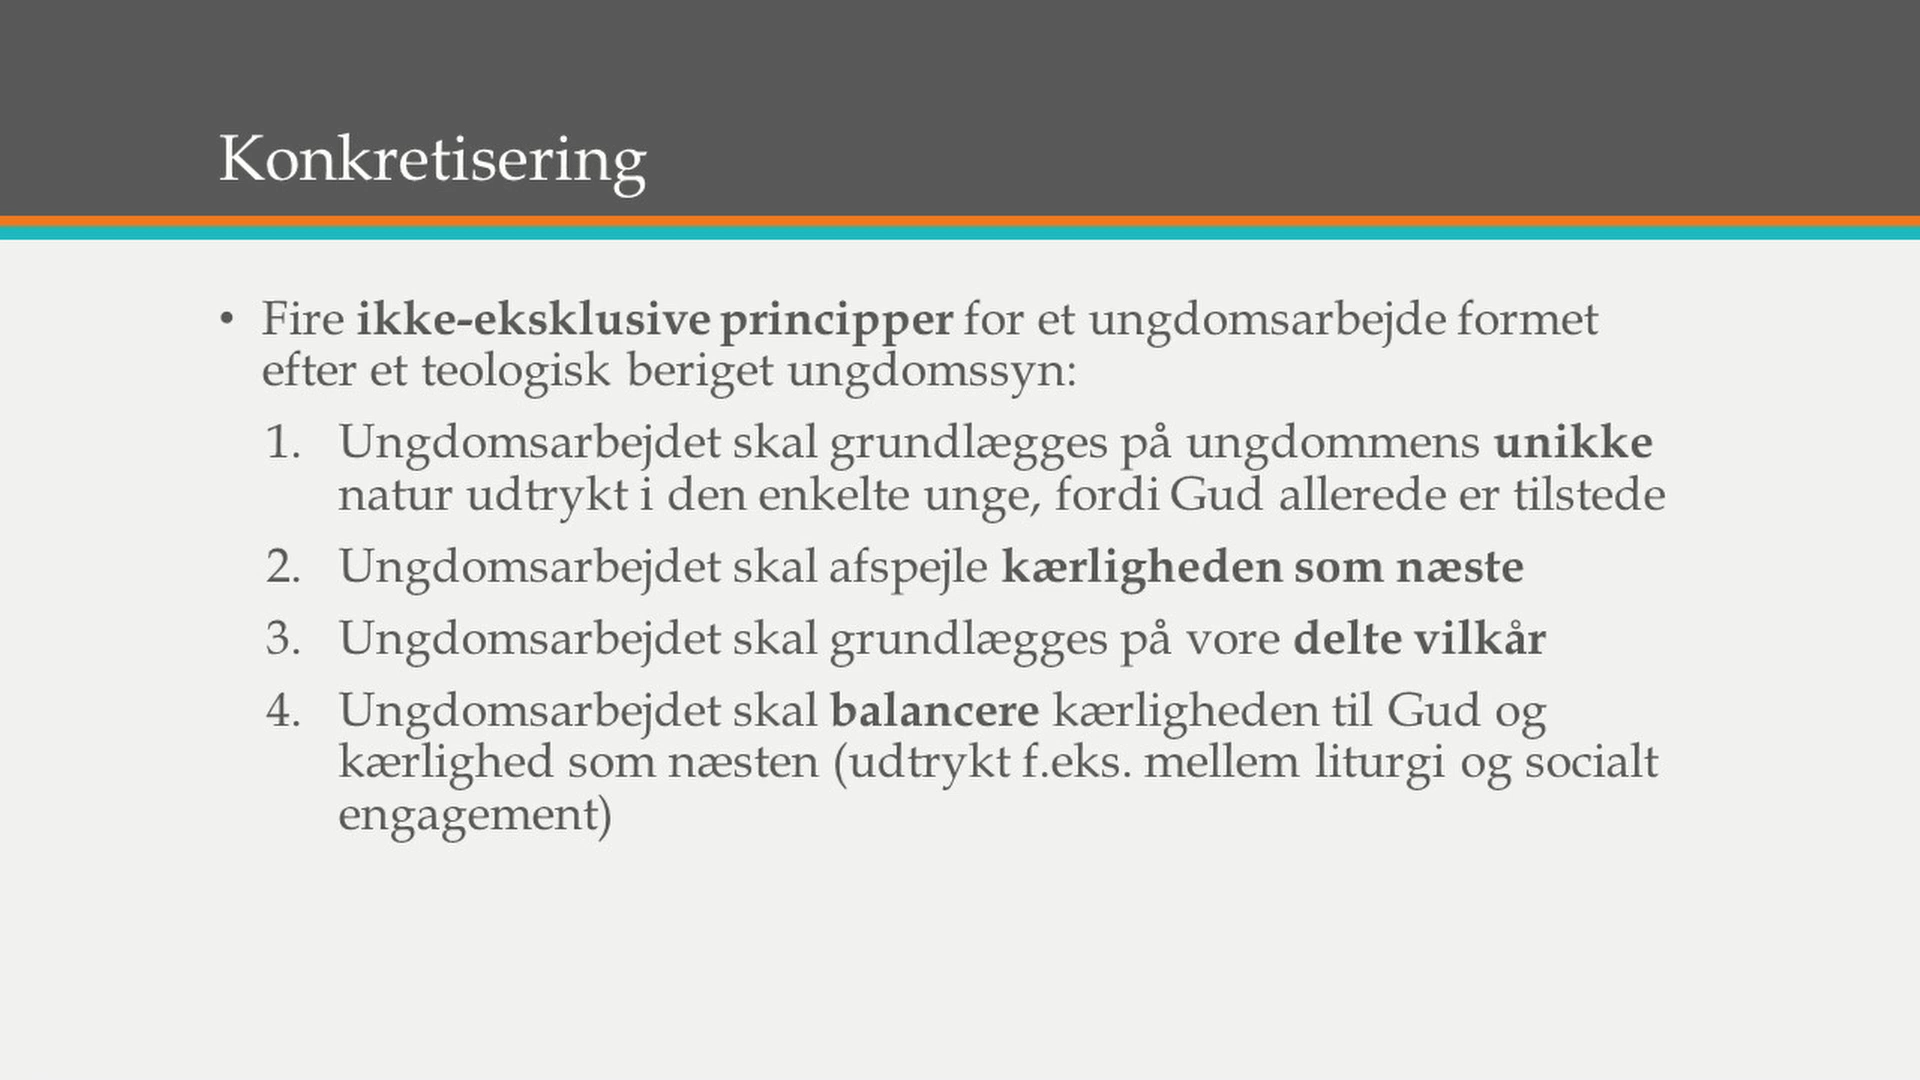 Konkretisering
• Fire ikke-eksklusive principper for et ungdomsarbejde formet
efter et teologisk beriget ungdomssyn:
1. Ungdomsarbejdet skal grundlægges på ungdommens unikke
natur udtrykt i den enkelte unge, fordi Gud allerede er tilstede
2. Ungdomsarbejdet skal afspejle kærligheden som næste
3. Ungdomsarbejdet skal grundlægges på vore delte vilkår
4. Ungdomsarbejdet skal balancere kærligheden til Gud og
kærlighed som næsten (udtrykt f.eks. mellem liturgi og socialt
engagement)